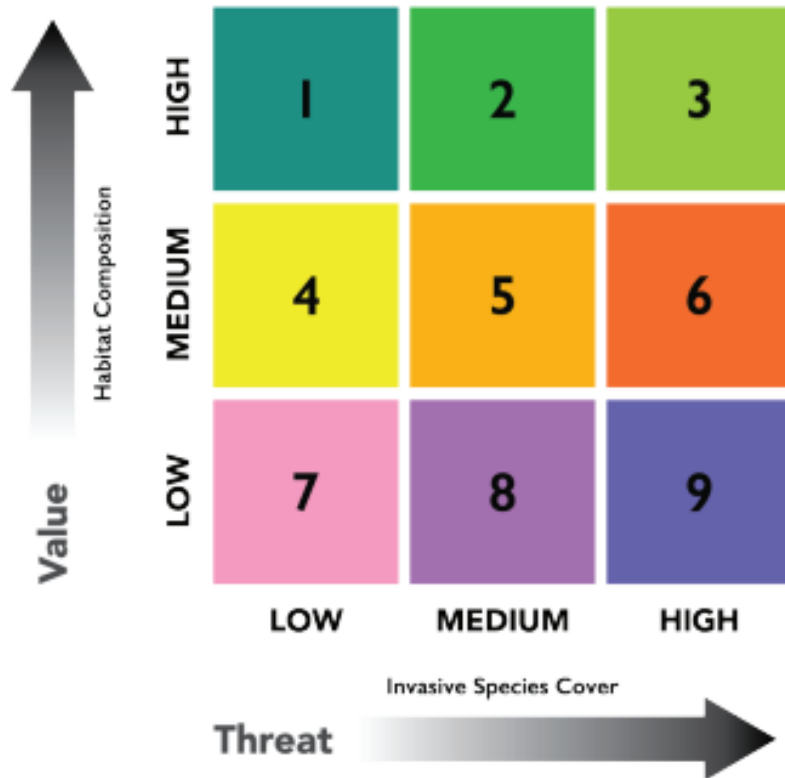 Value
Habitat Composition
HIGH
1 2 3
MEDIUM
4 5 6
LOW
7 8 9
LOW MEDIUM HIGH
Invasive Species Cover
Threat